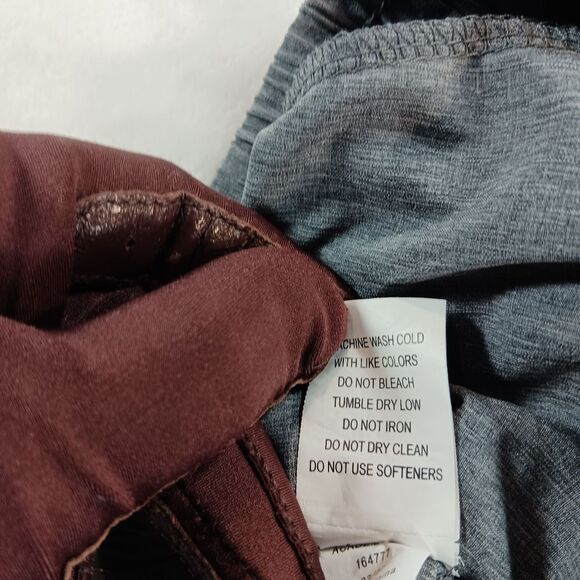 ACHINE WASH COLD
WITH LIKE COLORS
DO NOT BLEACH
TUMBLE DRY LOW
DO NOT IRON
DO NOT DRY CLEAN
DO NOT USE SOFTENERS
164777